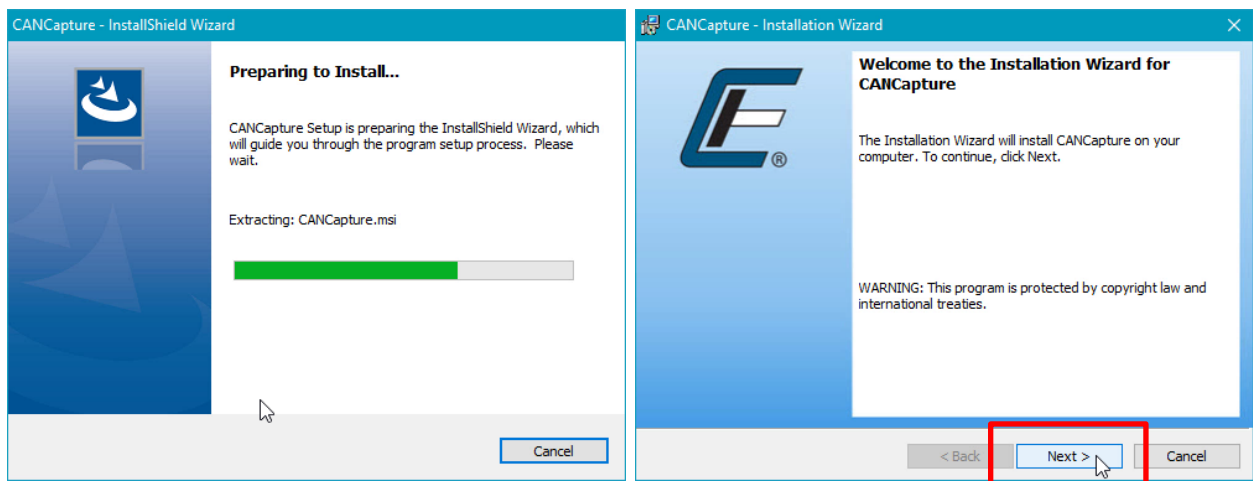 CANCapture - InstallShield Wizard
Preparing to Install...
CANCapture Setup is preparing the InstallShield Wizard, which
will guide you through the program setup process. Please
wait.
Extracting: CANCapture.msi
Cancel
CANCapture - Installation Wizard
Welcome to the Installation Wizard for
CANCapture
®
The Installation Wizard will install CANCapture on your
computer. To continue, click Next.
WARNING: This program is protected by copyright law and
international treaties.
< Back
Next >
Cancel